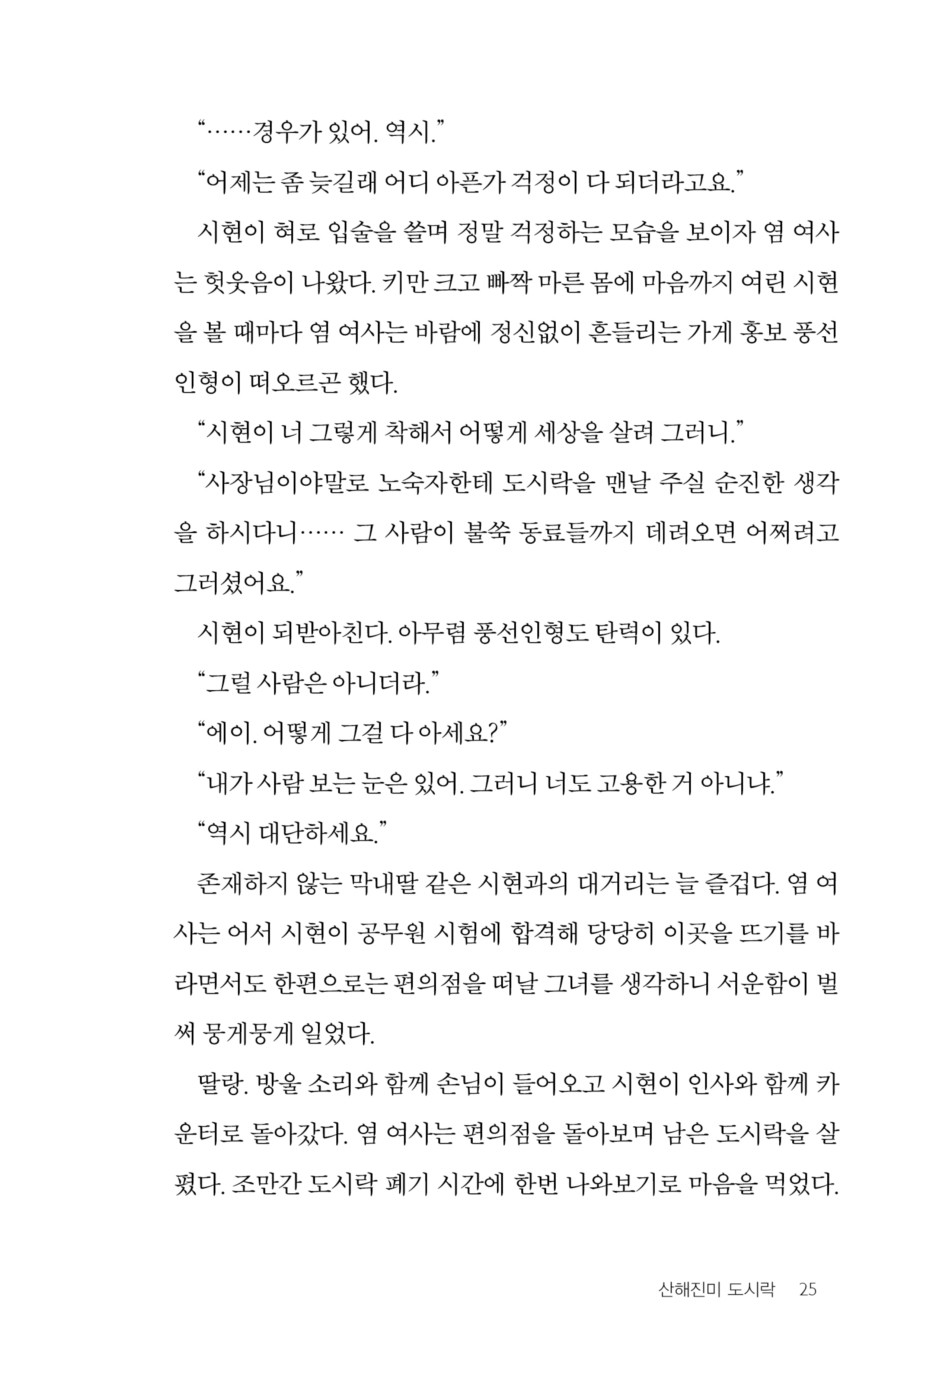 “……경우가 있어. 역시.”
“어제는 좀 늦길래 어디 아픈가 걱정이 다 되더라고요.”
시현이 혀로 입술을 쓸며 정말 걱정하는 모습을 보이자 염 여사
는 헛웃음이 나왔다. 키만 크고 빠짝 마른 몸에 마음까지 여린 시현
을 볼 때마다 염 여사는 바람에 정신없이 흔들리는 가게 홍보 풍선
인형이 떠오르곤 했다.
“시현이 너 그렇게 착해서 어떻게 세상을 살려 그러니.”
“사장님이야말로 노숙자한테 도시락을 맨날 주실 순진한 생각
을 하시다니…… 그 사람이 불쑥 동료들까지 데려오면 어쩌려고
그러셨어요.”
시현이 되받아친다. 아무렴 풍선인형도 탄력이 있다.
“그럴 사람은 아니더라.”
“에이. 어떻게 그걸 다 아세요?”
“내가 사람 보는 눈은 있어. 그러니 너도 고용한 거 아니냐.”
“역시 대단하세요.”
존재하지 않는 막내딸 같은 시현과의 대거리는 늘 즐겁다. 염 여
사는 어서 시현이 공무원 시험에 합격해 당당히 이곳을 뜨기를 바
라면서도 한편으로는 편의점을 떠날 그녀를 생각하니 서운함이 벌
써 뭉게뭉게 일었다.
딸랑. 방울 소리와 함께 손님이 들어오고 시현이 인사와 함께 카
운터로 돌아갔다. 염 여사는 편의점을 돌아보며 남은 도시락을 살
폈다. 조만간 도시락 폐기 시간에 한번 나와보기로 마음을 먹었다.
산해진미 도시락 25